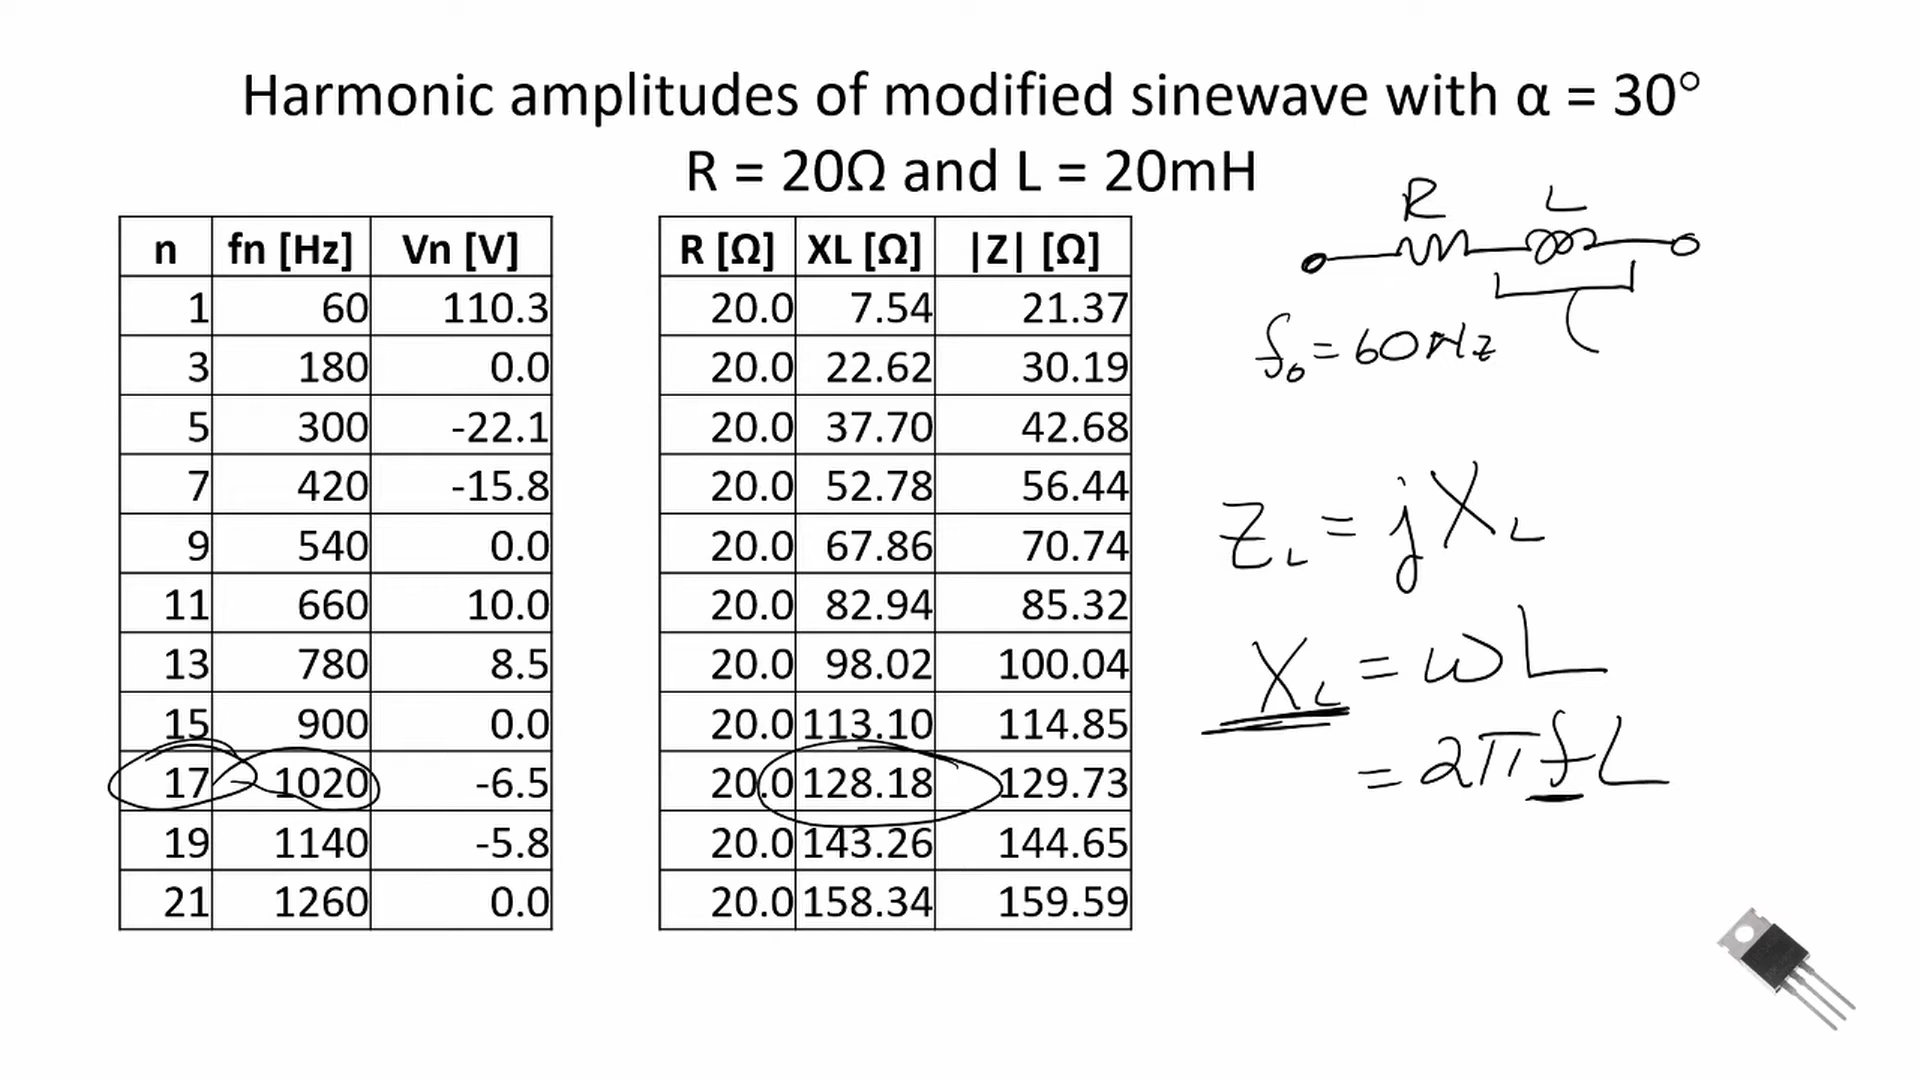 Harmonic amplitudes of modified sinewave with α = 30°
R = 20Ω and L = 20mH
n fn [Hz] Vn [V]
1 60 110.3
3 180 0.0
5 300 -22.1
7 420 -15.8
9 540 0.0
11 660 10.0
13 780 8.5
15 900 0.0
17 1020 -6.5
19 1140 -5.8
21 1260 0.0
R [Ω] XL [Ω] |Z| [Ω]
20.0 7.54 21.37
20.0 22.62 30.19
20.0 37.70 42.68
20.0 52.78 56.44
20.0 67.86 70.74
20.0 82.94 85.32
20.0 98.02 100.04
20.0 113.10 114.85
20.0 128.18 129.73
20.0 143.26 144.65
20.0 158.34 159.59
R L
f₀ = 60Hz
Z_L = jX_L
X_L = ωL
= 2πfL